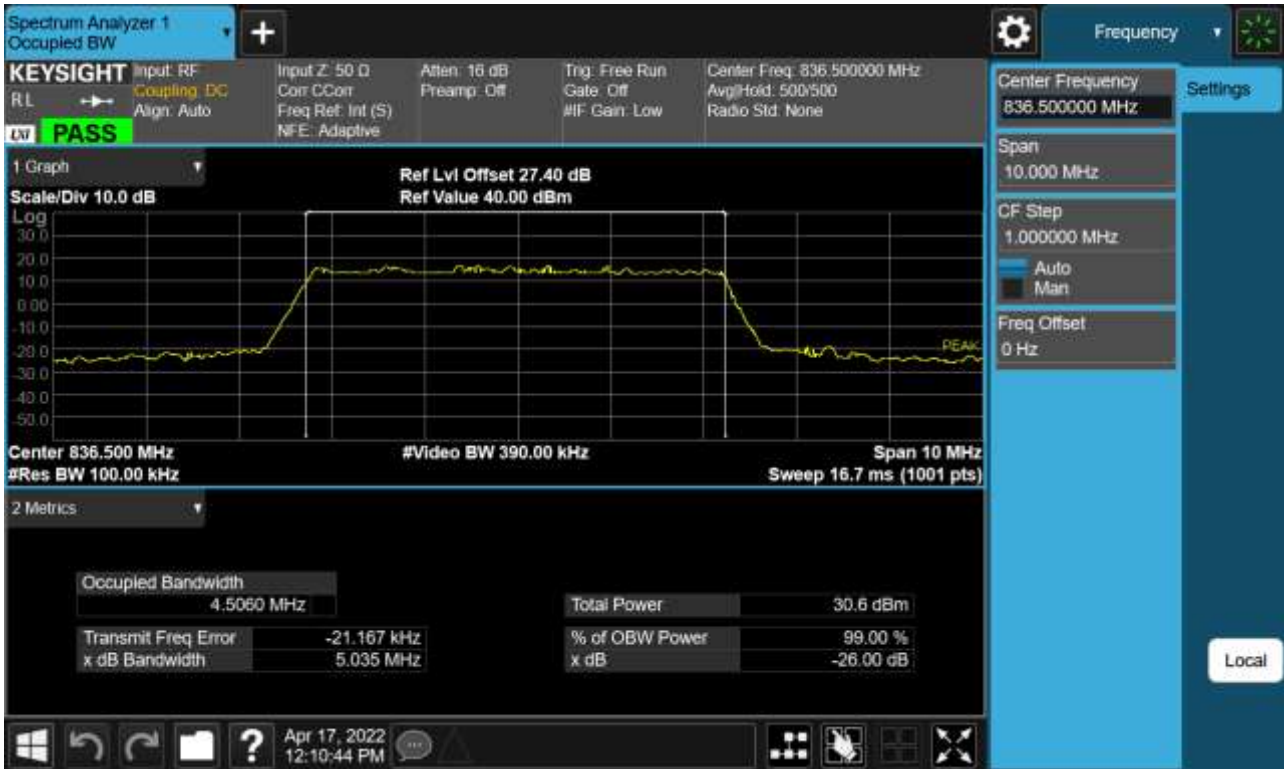 Spectrum Analyzer 1
Occupied BW
+
Frequency
KEYSIGHT
RL
LXI
PASS
Input: RF
Coupling: DC
Align: Auto
Input Z: 50 Ω
Corr CCorr
Freq Ref: Int (S)
NFE: Adaptive
Atten: 16 dB
Preamp: Off
Trig: Free Run
Gate: Off
#IF Gain: Low
Center Freq: 836.500000 MHz
Avg|Hold: 500/500
Radio Std: None
Center Frequency
836.500000 MHz
Settings
Span
10.000 MHz
CF Step
1.000000 MHz
Auto
Man
Freq Offset
0 Hz
Local
1 Graph
Scale/Div 10.0 dB
Ref Lvl Offset 27.40 dB
Ref Value 40.00 dBm
Log
30.0
20.0
10.0
0.00
-10.0
-20.0
-30.0
-40.0
-50.0
PEAK
Center 836.500 MHz
#Video BW 390.00 kHz
Span 10 MHz
#Res BW 100.00 kHz
Sweep 16.7 ms (1001 pts)
2 Metrics
Occupied Bandwidth
4.5060 MHz
Total Power 30.6 dBm
Transmit Freq Error -21.167 kHz
% of OBW Power 99.00 %
x dB Bandwidth 5.035 MHz
x dB -26.00 dB
?
Apr 17, 2022
12:10:44 PM